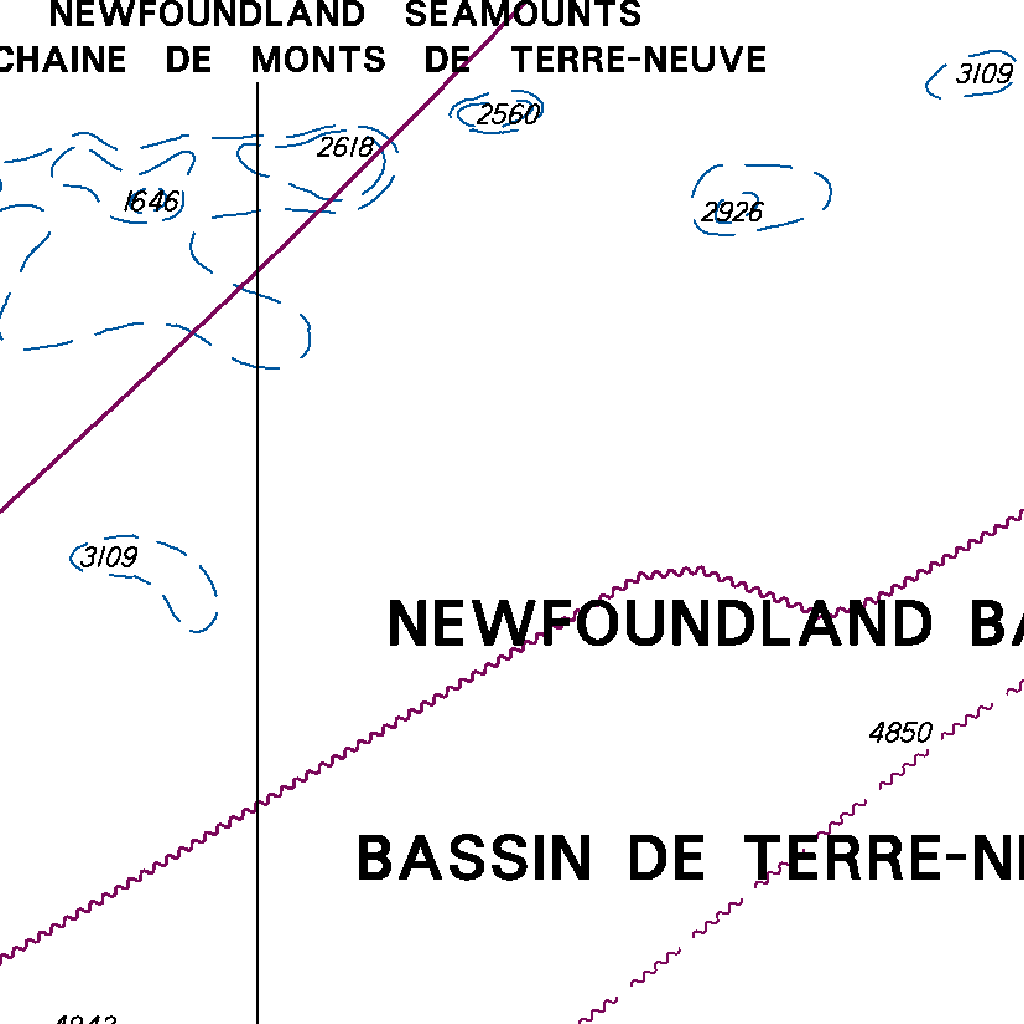 NEWFOUNDLAND SEAMOUNTS
CHAINE DE MONTS DE TERRE-NEUVE
3109
2560
2618
1646
2926
3109
NEWFOUNDLAND BA
4850
BASSIN DE TERRE-N